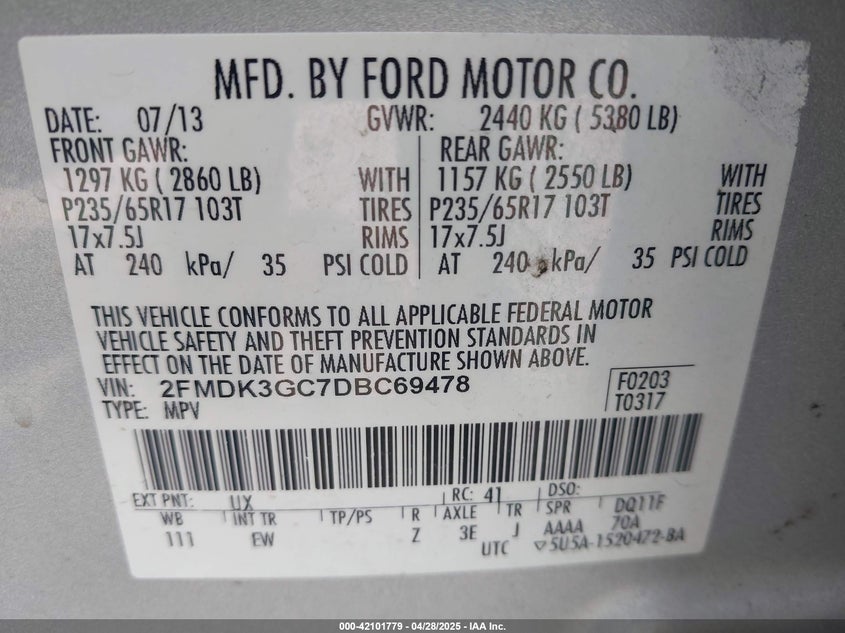 MFD. BY FORD MOTOR CO.
DATE: 07/13 GVWR: 2440 KG ( 5380 LB)
FRONT GAWR: REAR GAWR:
1297 KG ( 2860 LB) WITH 1157 KG ( 2550 LB) WITH
P235/65R17 103T TIRES P235/65R17 103T TIRES
17x7.5J RIMS 17x7.5J RIMS
AT 240 kPa/ 35 PSI COLD AT 240 kPa/ 35 PSI COLD
THIS VEHICLE CONFORMS TO ALL APPLICABLE FEDERAL MOTOR
VEHICLE SAFETY AND THEFT PREVENTION STANDARDS IN
EFFECT ON THE DATE OF MANUFACTURE SHOWN ABOVE.
VIN: 2FMDK3GC7DBC69478 F0203
TYPE: MPV T0317
EXT PNT: UX RC: 41 DSO:
WB INT TR TP/PS R AXLE TR SPR DQ11F
111 EW Z 3E J AAAA 70A
UTC ▽5U5A-1520472-BA
000-42101779 | 04/28/2025 - IAA Inc.